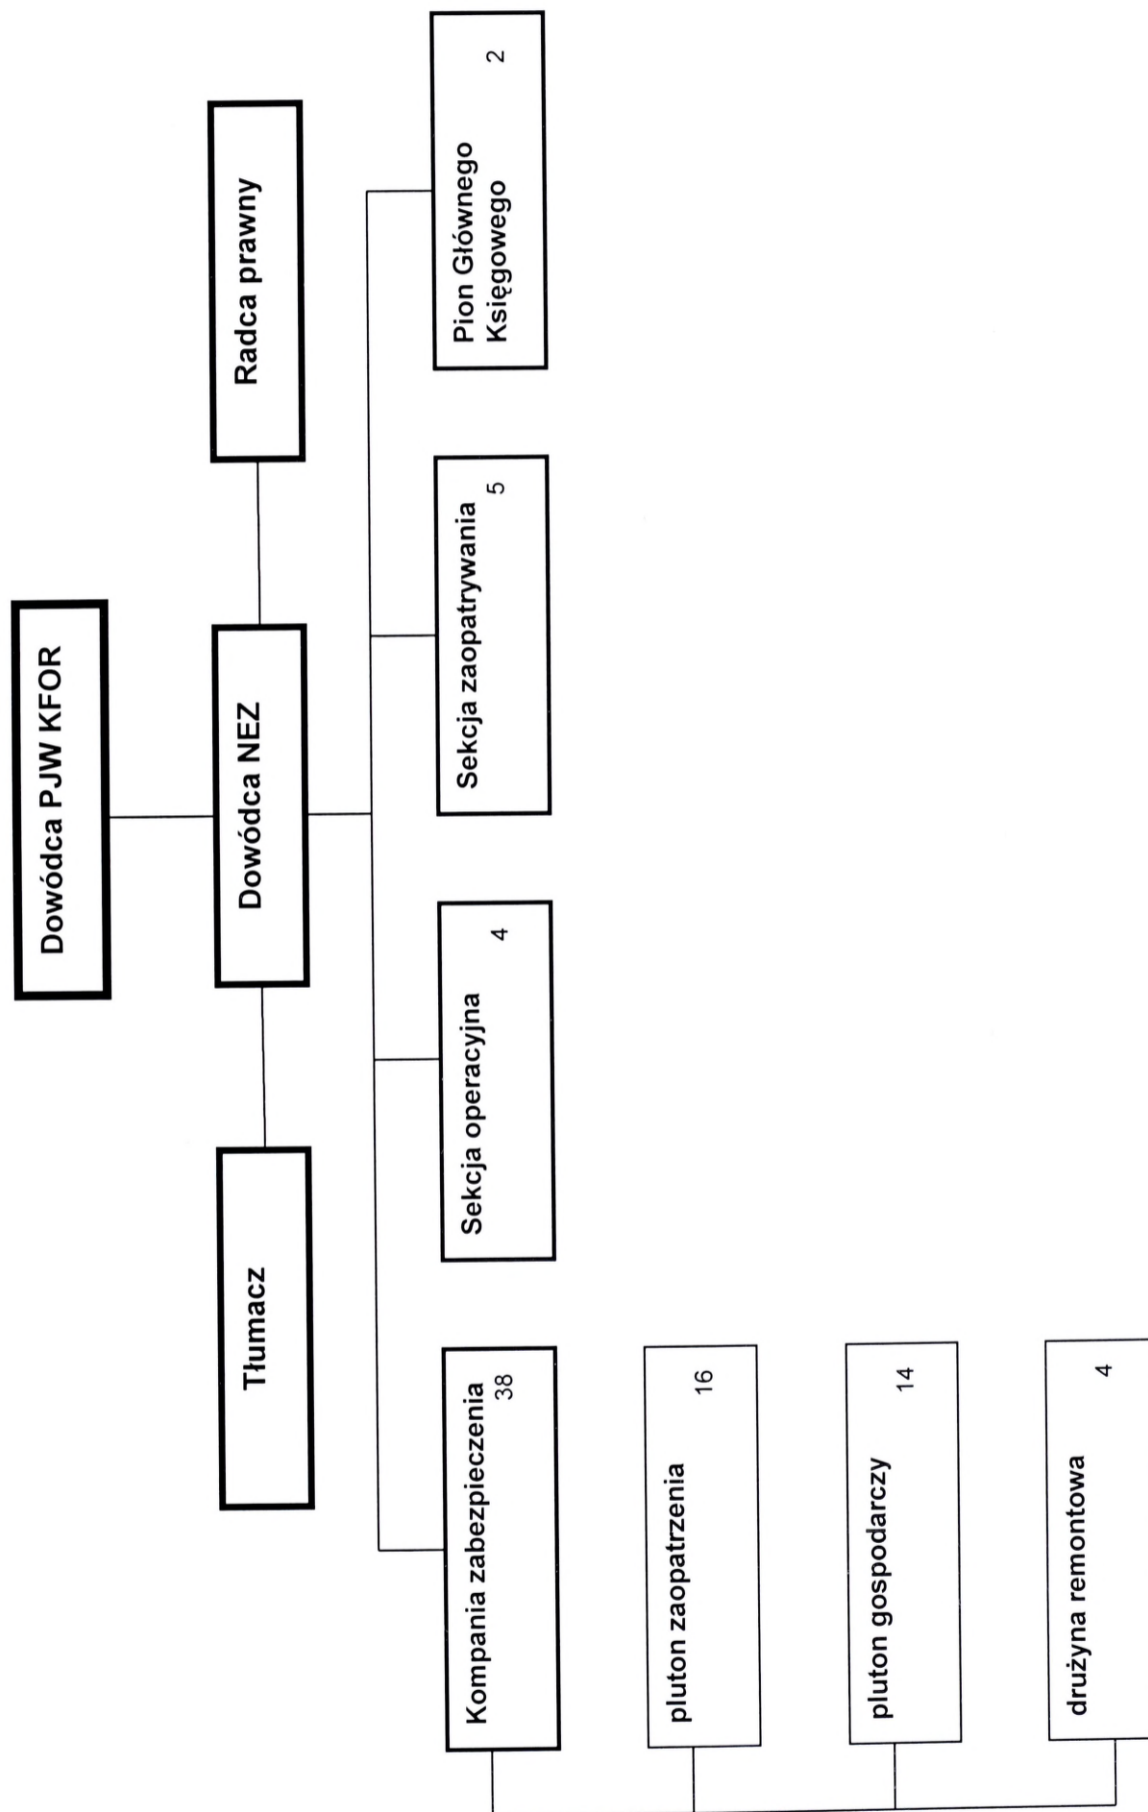 Dowódca PJW KFOR
Tłumacz
Dowódca NEZ
Radca prawny
Kompania zabezpieczenia
38
Sekcja operacyjna
4
Sekcja zaopatrywania
5
Pion Głównego
Księgowego
2
pluton zaopatrzenia
16
pluton gospodarczy
14
drużyna remontowa
4